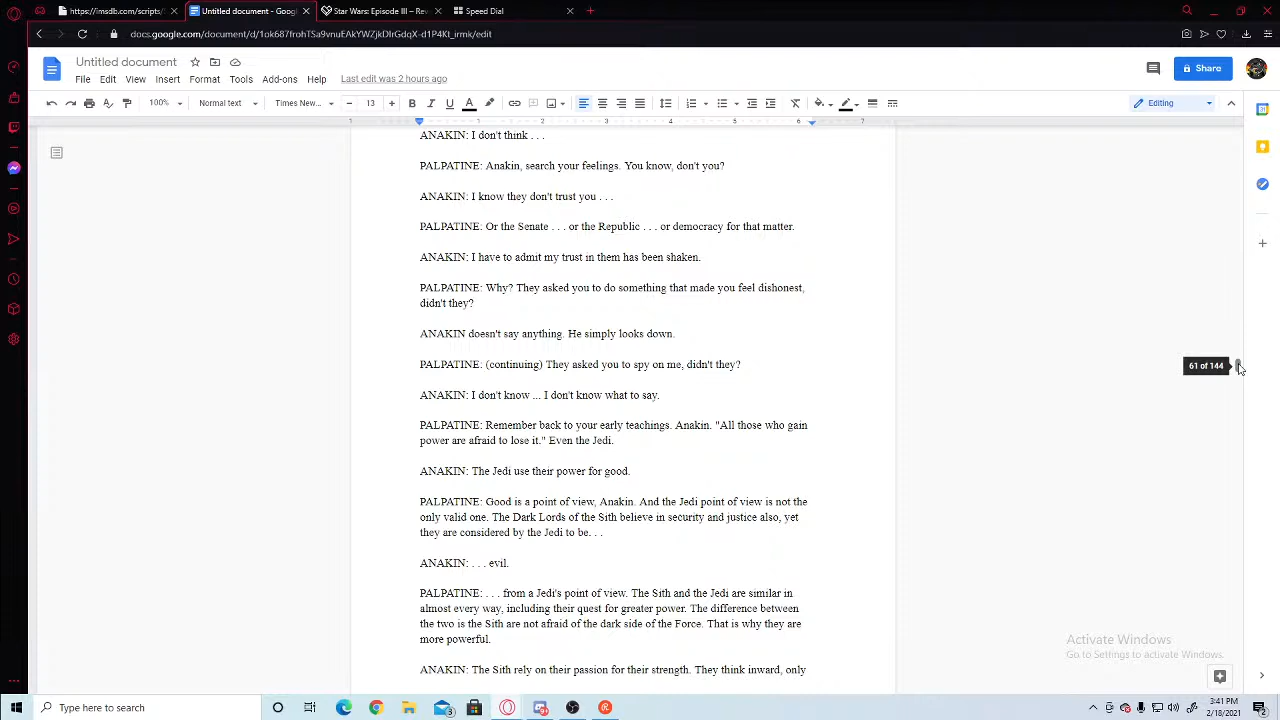 https://imsdb.com/scripts/S
Untitled document - Googl
Star Wars: Episode III – Rev
Speed Dial
docs.google.com/document/d/1ok687frohTSa9vnuEAkYWZjkDIrGdqX-d1P4Kt_irmk/edit
Untitled document
File Edit View Insert Format Tools Add-ons Help Last edit was 2 hours ago
Share
100% Normal text Times New... 13 Editing
1 1 2 3 4 5 6 7
ANAKIN: I don't think . . .
PALPATINE: Anakin, search your feelings. You know, don't you?
ANAKIN: I know they don't trust you . . .
PALPATINE: Or the Senate . . . or the Republic . . . or democracy for that matter.
ANAKIN: I have to admit my trust in them has been shaken.
PALPATINE: Why? They asked you to do something that made you feel dishonest,
didn't they?
ANAKIN doesn't say anything. He simply looks down.
PALPATINE: (continuing) They asked you to spy on me, didn't they?
61 of 144
ANAKIN: I don't know ... I don't know what to say.
PALPATINE: Remember back to your early teachings. Anakin. "All those who gain
power are afraid to lose it." Even the Jedi.
ANAKIN: The Jedi use their power for good.
PALPATINE: Good is a point of view, Anakin. And the Jedi point of view is not the
only valid one. The Dark Lords of the Sith believe in security and justice also, yet
they are considered by the Jedi to be. . .
ANAKIN: . . . evil.
PALPATINE: . . . from a Jedi's point of view. The Sith and the Jedi are similar in
almost every way, including their quest for greater power. The difference between
the two is the Sith are not afraid of the dark side of the Force. That is why they are
more powerful.
ANAKIN: The Sith rely on their passion for their strength. They think inward, only
Activate Windows
Go to Settings to activate Windows.
Type here to search
3:41 PM
2/18/2021